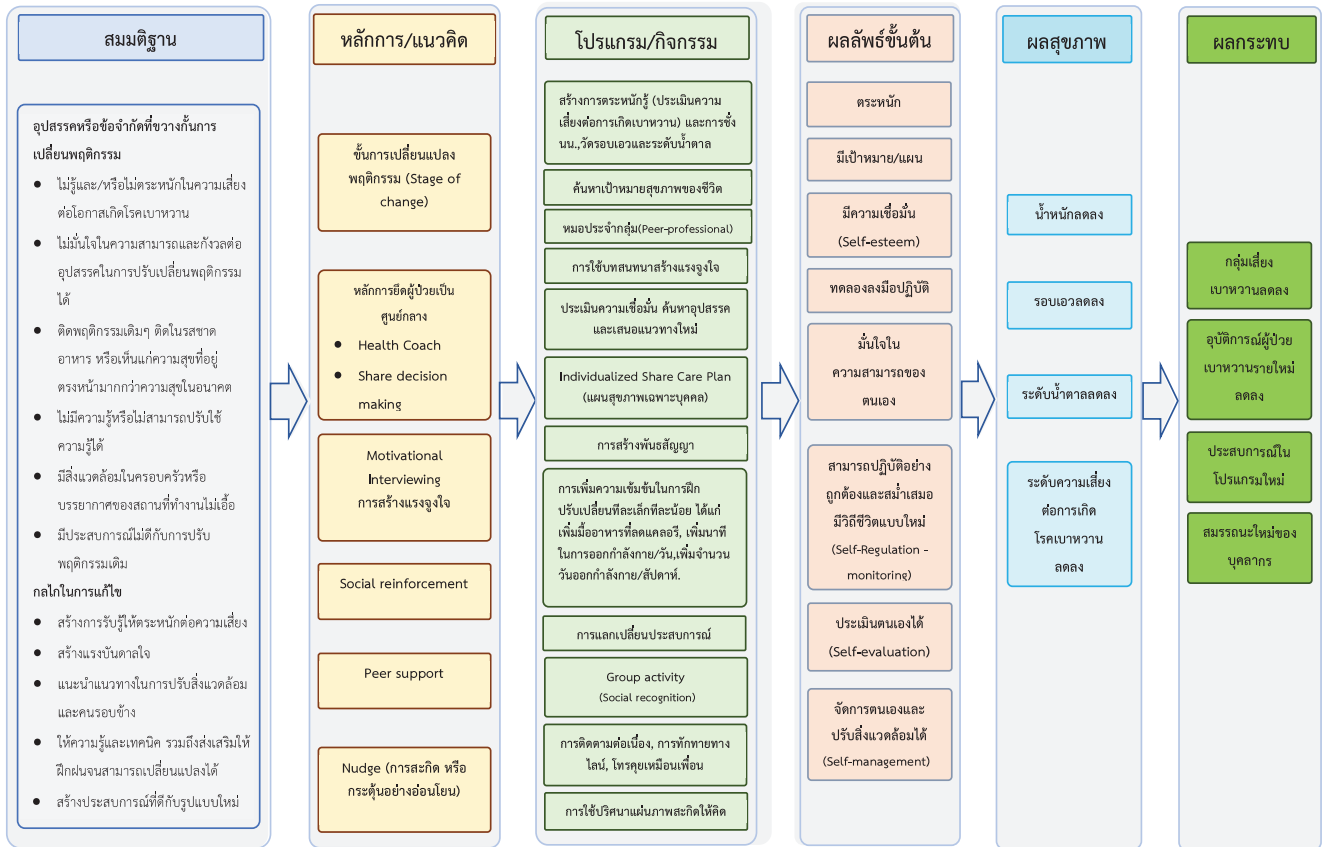 สมมติฐาน
อุปสรรคหรือข้อจำกัดที่ขวางกั้นการ
เปลี่ยนพฤติกรรม
● ไม่รู้และ/หรือไม่ตระหนักในความเสี่ยง
ต่อโอกาสเกิดโรคเบาหวาน
● ไม่มั่นใจในความสามารถและกังวลต่อ
อุปสรรคในการปรับเปลี่ยนพฤติกรรม
ได้
● ติดพฤติกรรมเดิมๆ ติดในรสชาด
อาหาร หรือเห็นแก่ความสุขที่อยู่
ตรงหน้ามากกว่าความสุขในอนาคต
● ไม่มีความรู้หรือไม่สามารถปรับใช้
ความรู้ได้
● มีสิ่งแวดล้อมในครอบครัวหรือ
บรรยากาศของสถานที่ทำงานไม่เอื้อ
● มีประสบการณ์ไม่ดีกับการปรับ
พฤติกรรมเดิม
กลไกในการแก้ไข
● สร้างการรับรู้ให้ตระหนักต่อความเสี่ยง
● สร้างแรงบันดาลใจ
● แนะนำแนวทางในการปรับสิ่งแวดล้อม
และคนรอบข้าง
● ให้ความรู้และเทคนิค รวมถึงส่งเสริมให้
ฝึกฝนจนสามารถเปลี่ยนแปลงได้
● สร้างประสบการณ์ที่ดีกับรูปแบบใหม่
หลักการ/แนวคิด
ขั้นการเปลี่ยนแปลง
พฤติกรรม (Stage of
change)
หลักการยึดผู้ป่วยเป็น
ศูนย์กลาง
● Health Coach
● Share decision
making
Motivational
Interviewing
การสร้างแรงจูงใจ
Social reinforcement
Peer support
Nudge (การสะกิด หรือ
กระตุ้นอย่างอ่อนโยน)
โปรแกรม/กิจกรรม
สร้างการตระหนักรู้ (ประเมินความ
เสี่ยงต่อการเกิดเบาหวาน) และการชั่ง
นน.,วัดรอบเอวและระดับน้ำตาล
ค้นหาเป้าหมายสุขภาพของชีวิต
หมอประจำกลุ่ม(Peer-professional)
การใช้บทสนทนาสร้างแรงจูงใจ
ประเมินความเชื่อมั่น ค้นหาอุปสรรค
และเสนอแนวทางใหม่
Individualized Share Care Plan
(แผนสุขภาพเฉพาะบุคคล)
การสร้างพันธสัญญา
การเพิ่มความเข้มข้นในการฝึก
ปรับเปลี่ยนทีละเล็กทีละน้อย ได้แก่
เพิ่มมื้ออาหารที่ลดแคลอรี, เพิ่มนาที
ในการออกกำลังกาย/วัน,เพิ่มจำนวน
วันออกกำลังกาย/สัปดาห์.
การแลกเปลี่ยนประสบการณ์
Group activity
(Social recognition)
การติดตามต่อเนื่อง, การทักทายทาง
ไลน์, โทรคุยเหมือนเพื่อน
การใช้ปริศนาแผ่นภาพสะกิดให้คิด
ผลลัพธ์ขั้นต้น
ตระหนัก
มีเป้าหมาย/แผน
มีความเชื่อมั่น
(Self-esteem)
ทดลองลงมือปฏิบัติ
มั่นใจใน
ความสามารถของ
ตนเอง
สามารถปฏิบัติอย่าง
ถูกต้องและสม่ำเสมอ
มีวิถีชีวิตแบบใหม่
(Self-Regulation -
monitoring)
ประเมินตนเองได้
(Self-evaluation)
จัดการตนเองและ
ปรับสิ่งแวดล้อมได้
(Self-management)
ผลสุขภาพ
น้ำหนักลดลง
รอบเอวลดลง
ระดับน้ำตาลลดลง
ระดับความเสี่ยง
ต่อการเกิด
โรคเบาหวาน
ลดลง
ผลกระทบ
กลุ่มเสี่ยง
เบาหวานลดลง
อุบัติการณ์ผู้ป่วย
เบาหวานรายใหม่
ลดลง
ประสบการณ์ใน
โปรแกรมใหม่
สมรรถนะใหม่ของ
บุคลากร